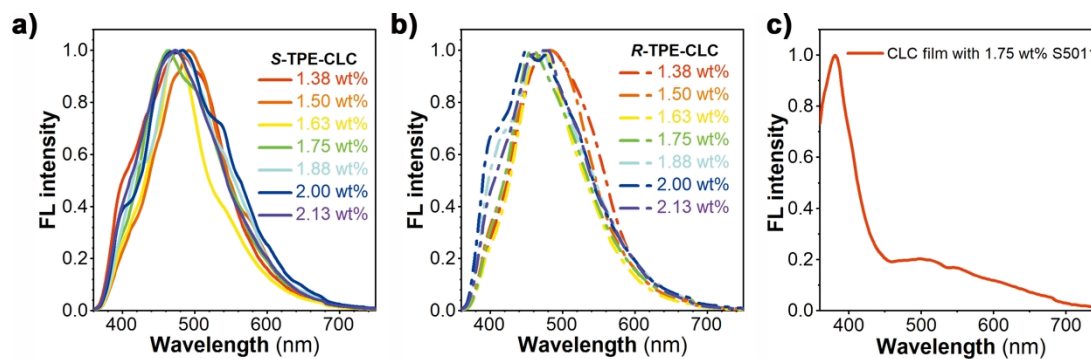 a)
FL intensity
1.0
0.8
0.6
0.4
0.2
0.0
400
500
600
700
Wavelength (nm)
S-TPE-CLC
1.38 wt%
1.50 wt%
1.63 wt%
1.75 wt%
1.88 wt%
2.00 wt%
2.13 wt%
b)
FL intensity
1.0
0.8
0.6
0.4
0.2
0.0
400
500
600
700
Wavelength (nm)
R-TPE-CLC
1.38 wt%
1.50 wt%
1.63 wt%
1.75 wt%
1.88 wt%
2.00 wt%
2.13 wt%
c)
FL intensity
1.0
0.8
0.6
0.4
0.2
0.0
400
500
600
700
Wavelength (nm)
CLC film with 1.75 wt% S5011